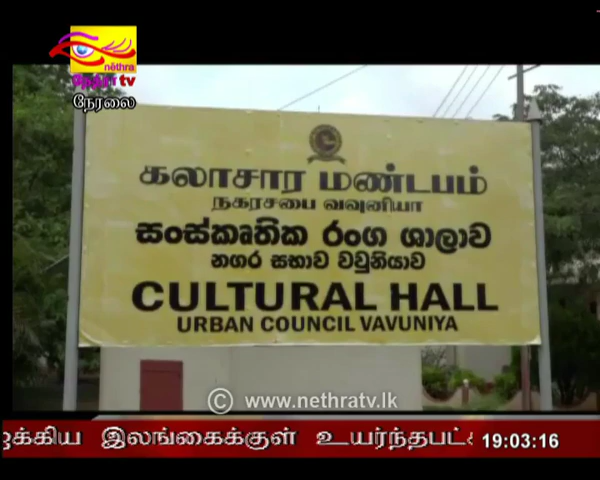 nethra
நேத்ரா tv
நேரலை
கலாசார மண்டபம்
நகரசபை வவுனியா
සංස්කෘතික රංග ශාලාව
නගර සභාව වවුනියාව
CULTURAL HALL
URBAN COUNCIL VAVUNIYA
© www.nethratv.lk
ஐக்கிய இலங்கைக்குள் உயர்ந்தபட்ச 19:03:16